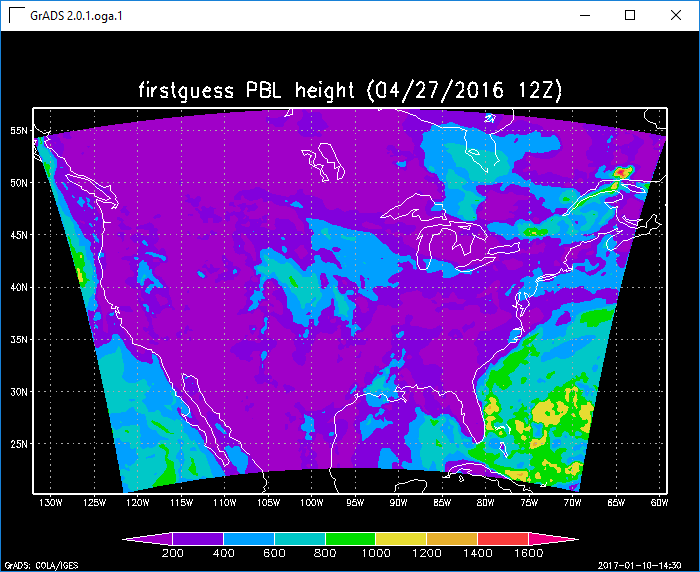 GrADS 2.0.1.oga.1
firstguess PBL height (04/27/2016 12Z)
55N
50N
45N
40N
35N
30N
25N
130W 125W 120W 115W 110W 105W 100W 95W 90W 85W 80W 75W 70W 65W 60W
200 400 600 800 1000 1200 1400 1600
GrADS: COLA/IGES 2017-01-10-14:30